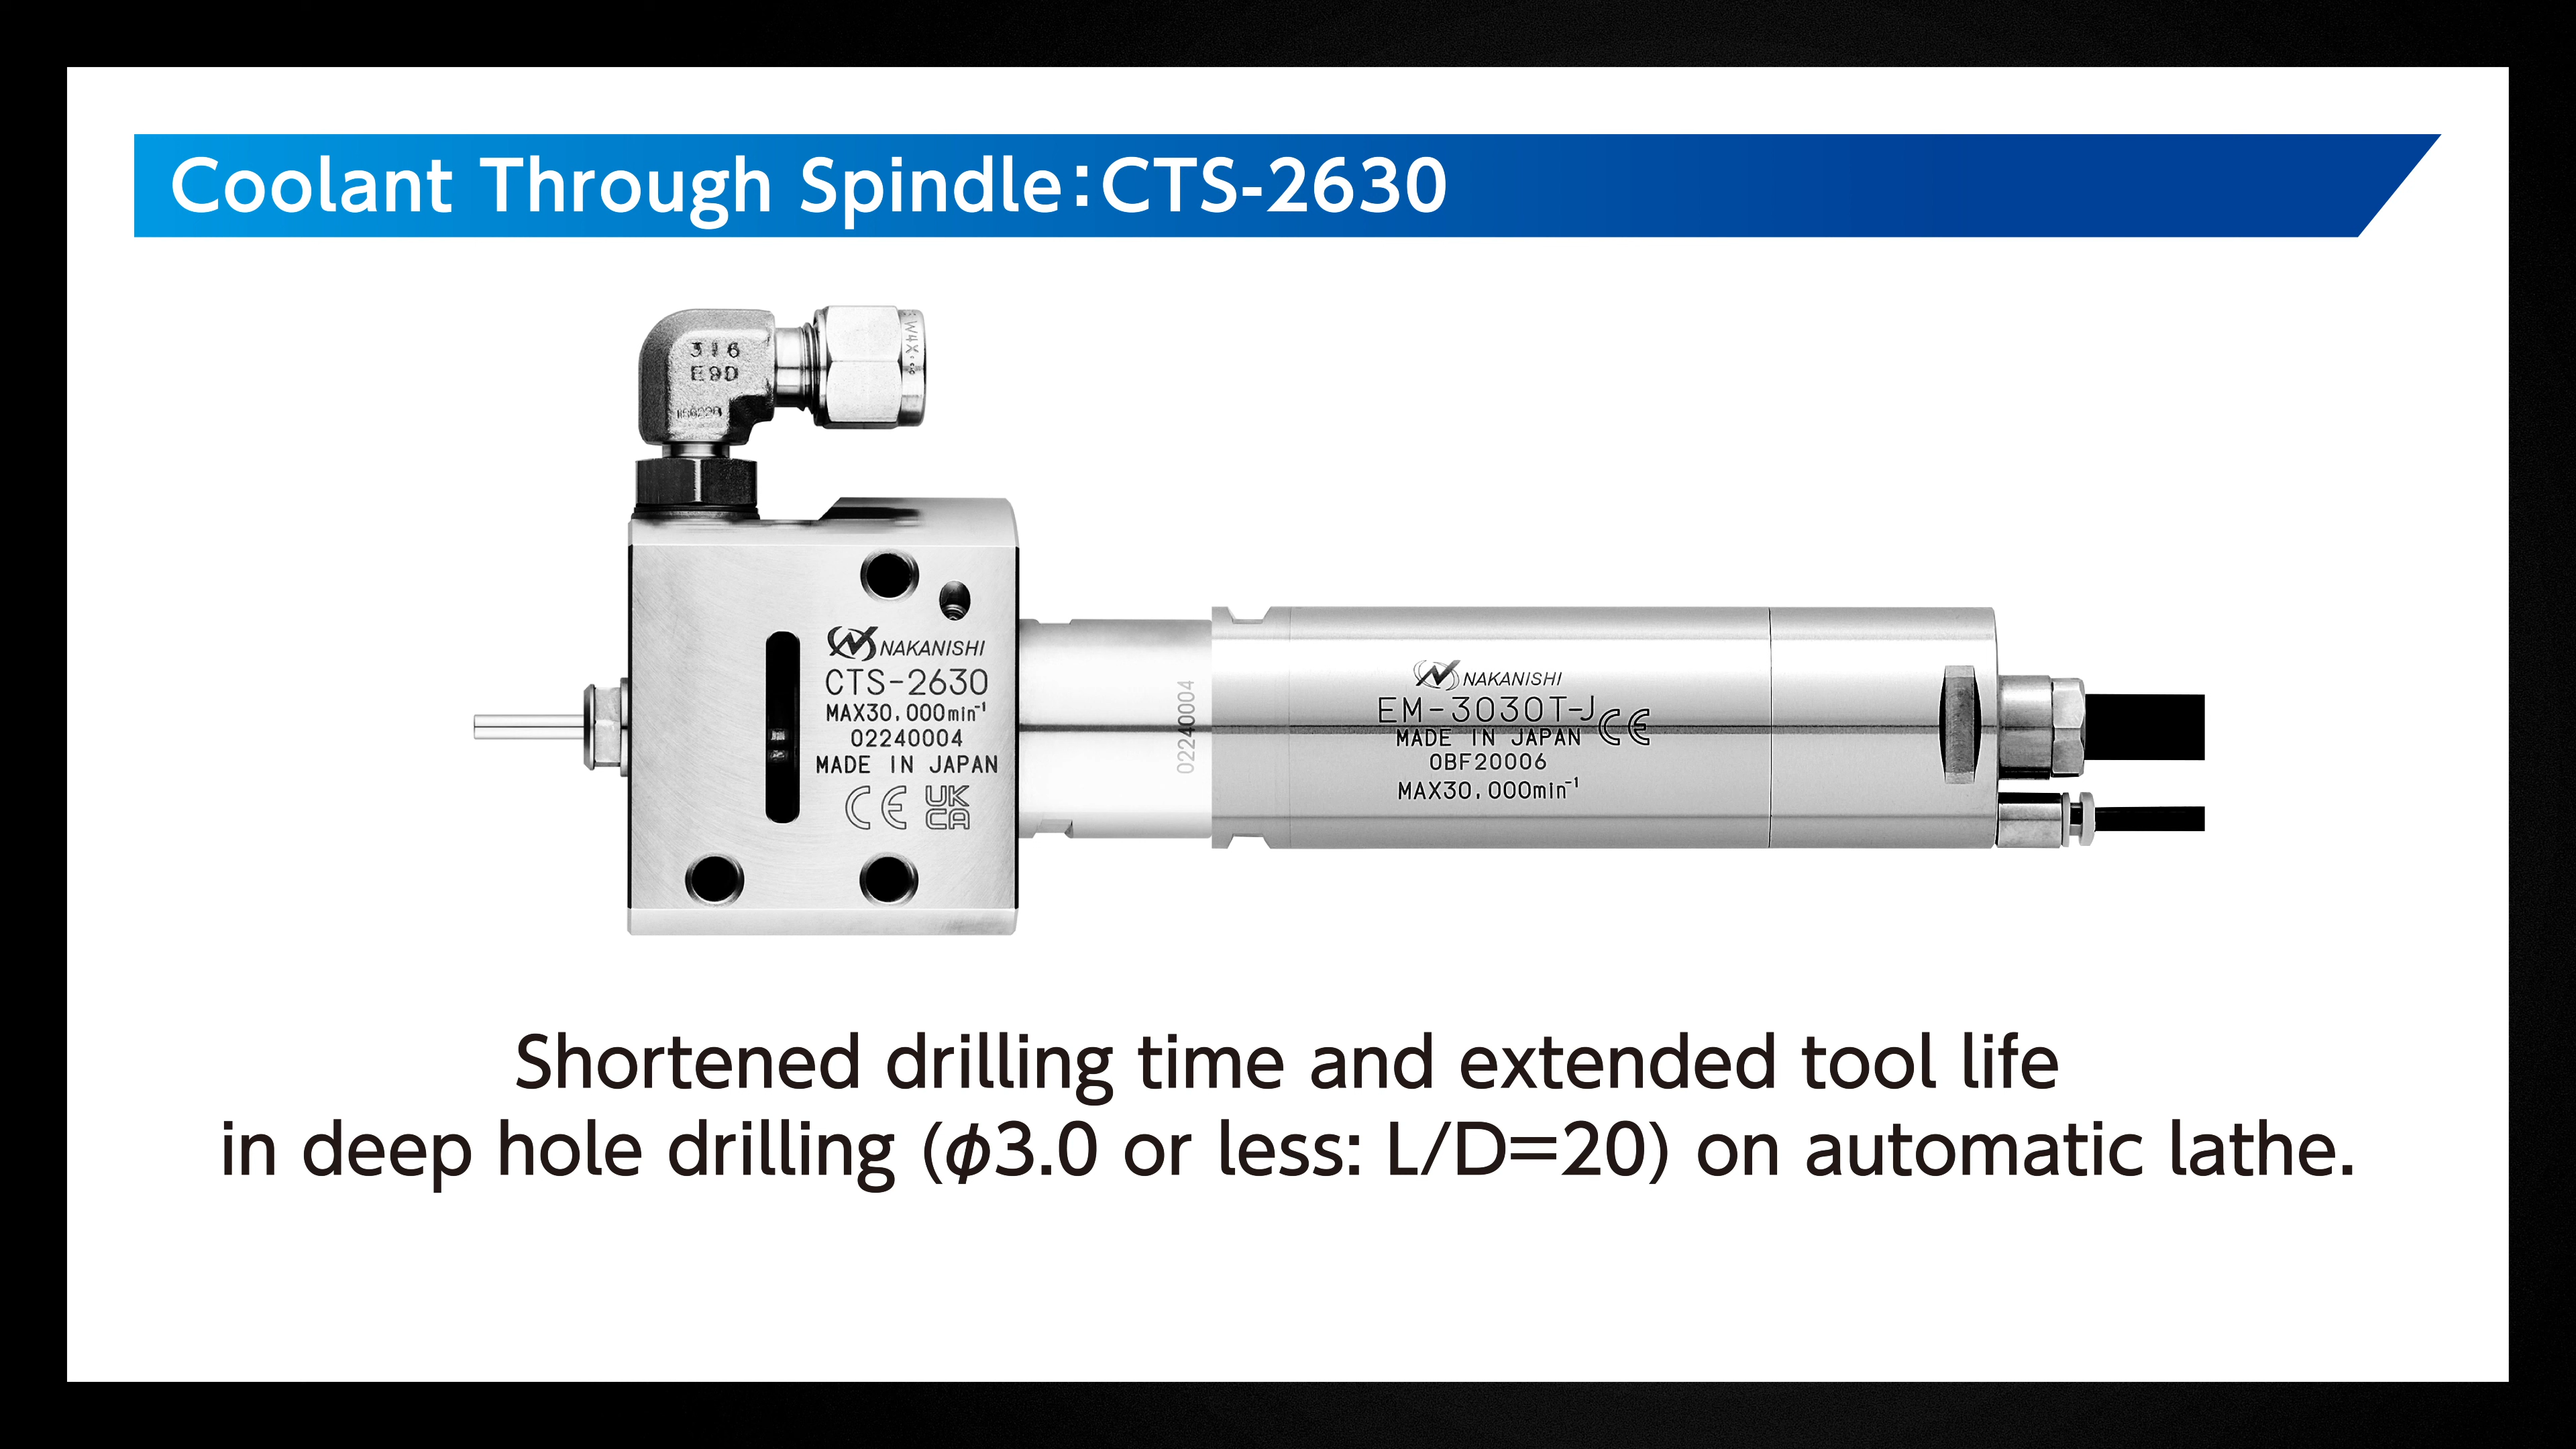 Coolant Through Spindle:CTS-2630
316
E9D
NAKANISHI
CTS-2630
MAX30,000min⁻¹
02240004
MADE IN JAPAN
CE UK
CA
02240004
NAKANISHI
EM-3030T-J CE
MADE IN JAPAN
0BF20006
MAX30,000min⁻¹
Shortened drilling time and extended tool life
in deep hole drilling (φ3.0 or less: L/D=20) on automatic lathe.